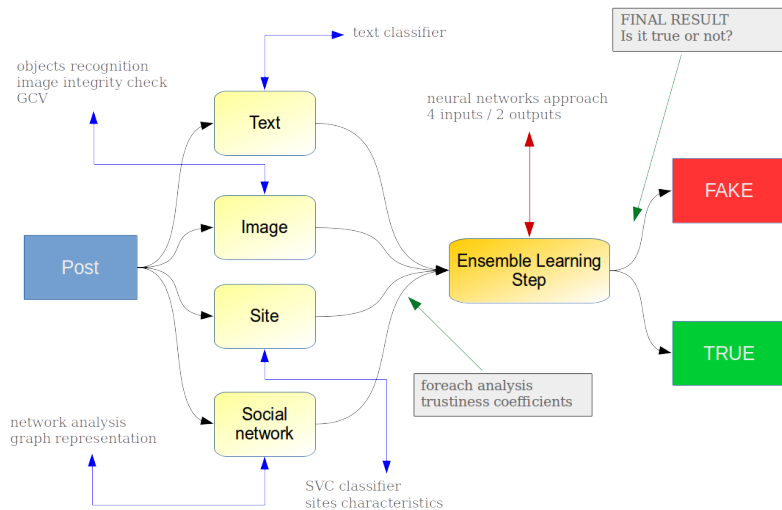 FINAL RESULT
Is it true or not?
text classifier
objects recognition
image integrity check
GCV
neural networks approach
4 inputs / 2 outputs
Text
Image
Post
Site
Social
network
Ensemble Learning
Step
FAKE
TRUE
foreach analysis
trustiness coefficients
network analysis
graph representation
SVC classifier
sites characteristics